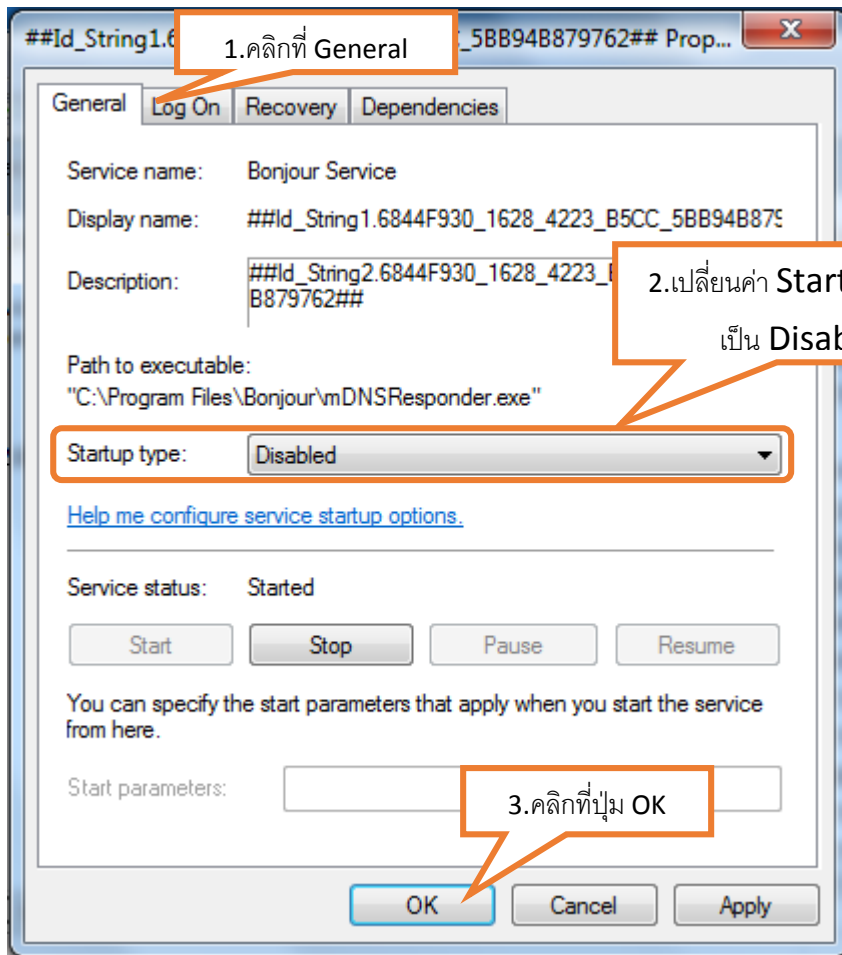 ##Id_String1.6
1.คลิกที่ General
C_5BB94B879762## Prop...
General
Log On
Recovery
Dependencies
Service name: Bonjour Service
Display name: ##Id_String1.6844F930_1628_4223_B5CC_5BB94B879
Description: ##Id_String2.6844F930_1628_4223_
B879762##
2.เปลี่ยนค่า Start
เป็น Disab
Path to executable:
"C:\Program Files\Bonjour\mDNSResponder.exe"
Startup type: Disabled
Help me configure service startup options.
Service status: Started
Start
Stop
Pause
Resume
You can specify the start parameters that apply when you start the service
from here.
Start parameters:
3.คลิกที่ปุ่ม OK
OK
Cancel
Apply